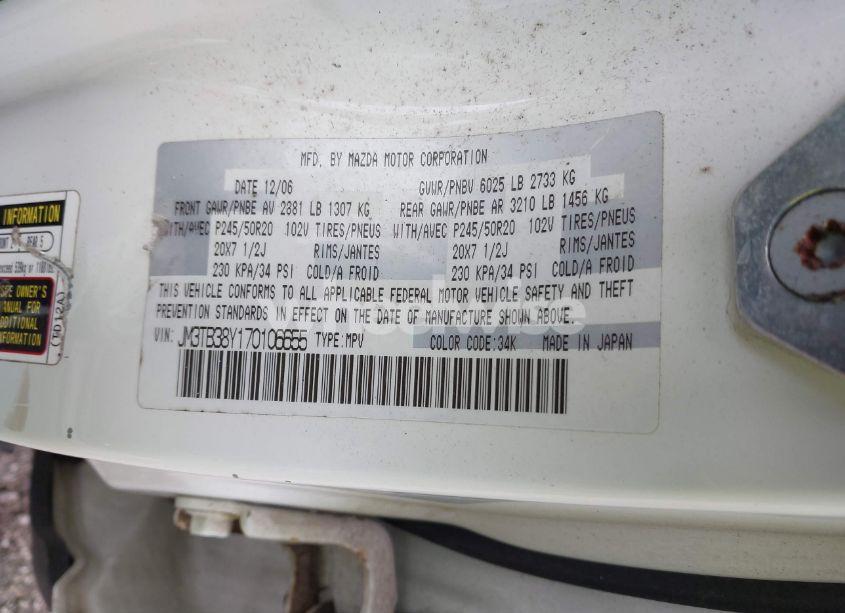 MFD. BY MAZDA MOTOR CORPORATION
DATE 12/06 GVWR/PNBV 6025 LB 2733 KG
FRONT GAWR/PNBE AV 2881 LB 1307 KG REAR GAWR/PNBE AR 3210 LB 1456 KG
WITH/AVEC P245/50R20 102V TIRES/PNEUS WITH/AVEC P245/50R20 102V TIRES/PNEUS
20X7 1/2J RIMS/JANTES 20X7 1/2J RIMS/JANTES
230 KPA/34 PSI COLD/A FROID 230 KPA/34 PSI COLD/A FROID
THIS VEHICLE CONFORMS TO ALL APPLICABLE FEDERAL MOTOR VEHICLE SAFETY AND THEFT
PREVENTION STANDARDS IN EFFECT ON THE DATE OF MANUFACTURE SHOWN ABOVE.
VIN: JM3TB38Y170106655 TYPE:MPV COLOR CODE:34K MADE IN JAPAN
INFORMATION
REAR 5
SEE OWNER'S
MANUAL FOR
ADDITIONAL
INFORMATION